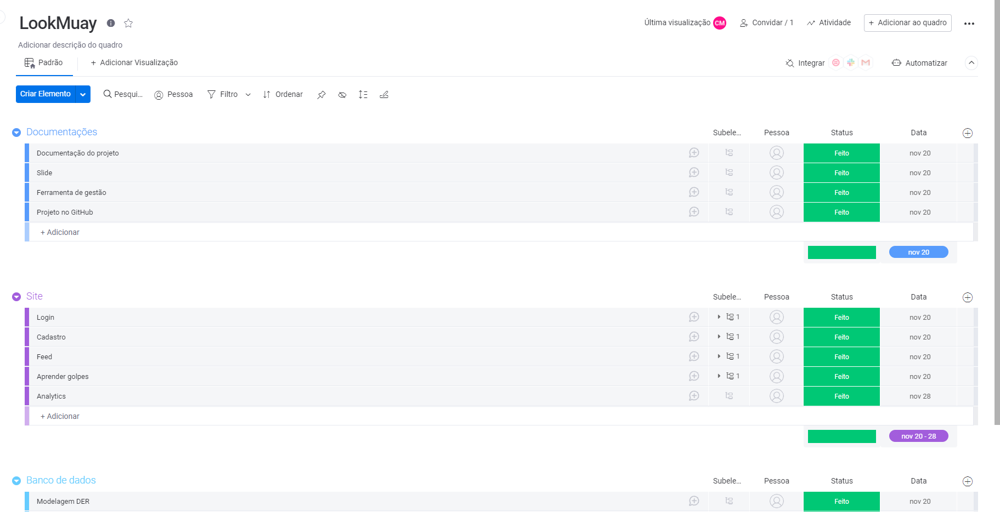 LookMuay
Última visualização CM Convidar / 1 Atividade + Adicionar ao quadro
Adicionar descrição do quadro
Padrão + Adicionar Visualização Integrar Automatizar
Criar Elemento Pesqui... Pessoa Filtro Ordenar
Documentações Subele... Pessoa Status Data
Documentação do projeto Feito nov 20
Slide Feito nov 20
Ferramenta de gestão Feito nov 20
Projeto no GitHub Feito nov 20
+ Adicionar
nov 20
Site Subele... Pessoa Status Data
Login 1 Feito nov 20
Cadastro 1 Feito nov 20
Feed 1 Feito nov 20
Aprender golpes 1 Feito nov 20
Analytics Feito nov 28
+ Adicionar
nov 20 - 28
Banco de dados Subele... Pessoa Status Data
Modelagem DER Feito nov 20